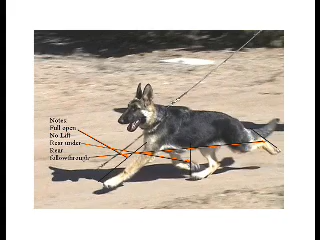 Notes:
Full open
No Lift
Rear under
Rear
followthrough